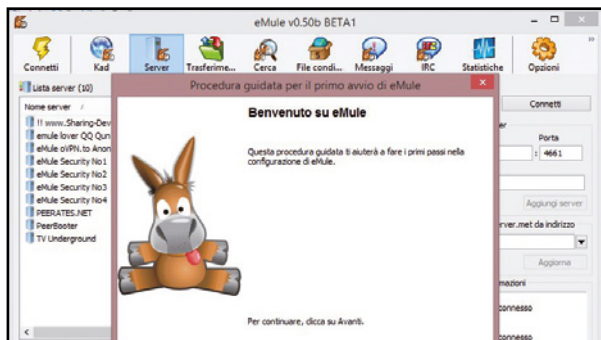 eMule v0.50b BETA1
Connetti Kad Server Trasferime... Cerca File condi... Messaggi IRC Statistiche Opzioni
Lista server (10)
Procedura guidata per il primo avvio di eMule
Nome server
Connetti
!! www.Sharing-Dev
emule lover QQ Qun
eMule oVPN.to Anon
eMule Security No1
eMule Security No2
eMule Security No3
eMule Security No4
PEERATES.NET
PeerBooter
TV Underground
Benvenuto su eMule
Questa procedura guidata ti aiuterà a fare i primi passi nella
configurazione di eMule.
Per continuare, clicca su Avanti.
Porta
: 4661
Aggiungi server
rver.met da indirizzo
Aggiorna
mazioni
connesso
connesso